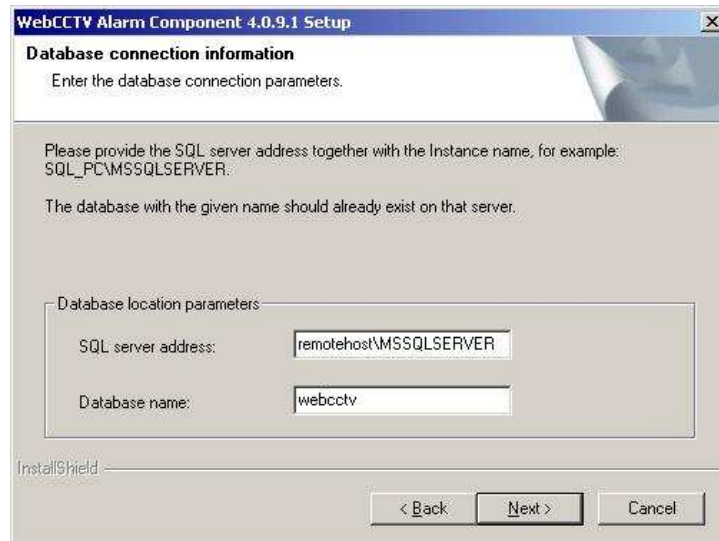 WebCCTV Alarm Component 4.0.9.1 Setup
Database connection information
Enter the database connection parameters.
Please provide the SQL server address together with the Instance name, for example:
SQL_PC\MSSQLSERVER.
The database with the given name should already exist on that server.
Database location parameters
SQL server address:
remotehost\MSSQLSERVER
Database name:
webcctv
InstallShield
< Back
Next >
Cancel